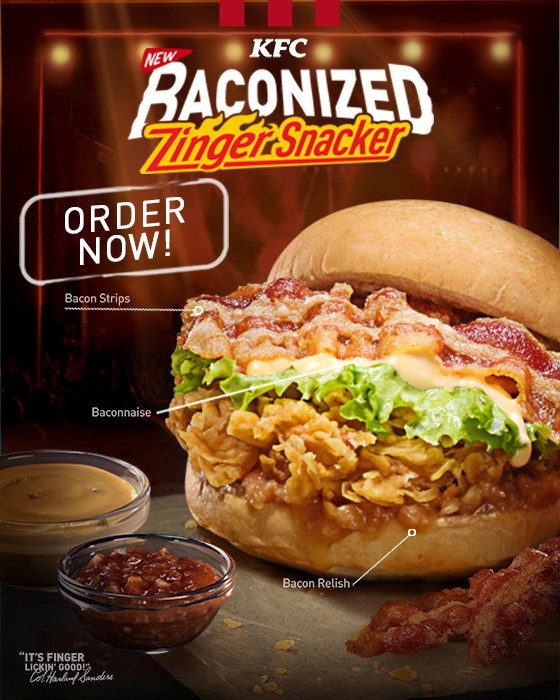 KFC
NEW
BACONIZED
Zinger Snacker
ORDER
NOW!
Bacon Strips
Baconnaise
Bacon Relish
"IT'S FINGER
LICKIN' GOOD!"
Col. Harland Sanders